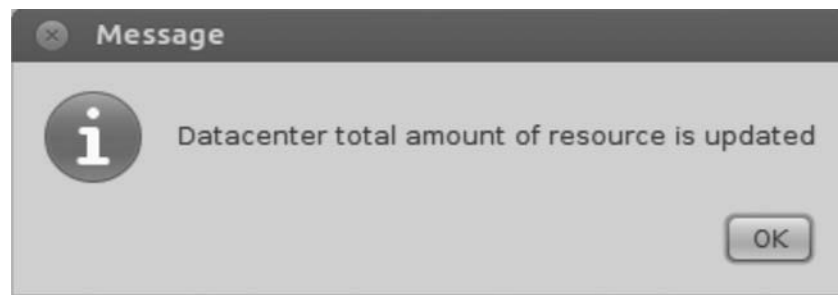 Message
Datacenter total amount of resource is updated
OK